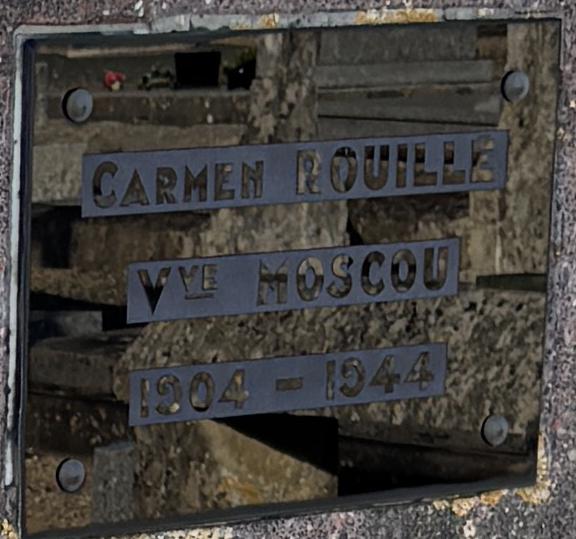 CARMEN ROUILLE
VVE MOSCOU
1904 - 1944